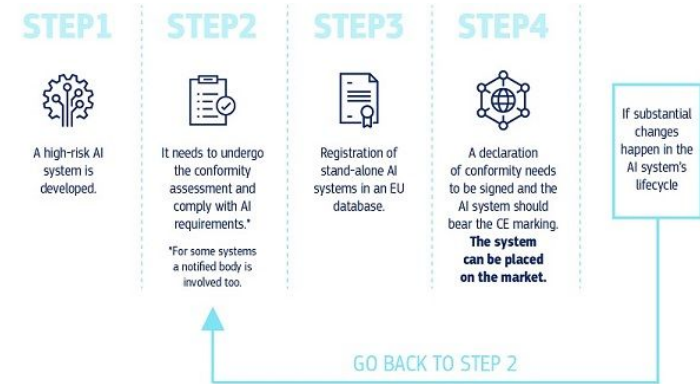 STEP1
A high-risk AI
system is
developed.
STEP2
It needs to undergo
the conformity
assessment and
comply with AI
requirements.*
*For some systems
a notified body is
involved too.
STEP3
Registration of
stand-alone AI
systems in an EU
database.
STEP4
A declaration
of conformity needs
to be signed and the
AI system should
bear the CE marking.
The system
can be placed
on the market.
If substantial
changes
happen in the
AI system's
lifecycle
GO BACK TO STEP 2